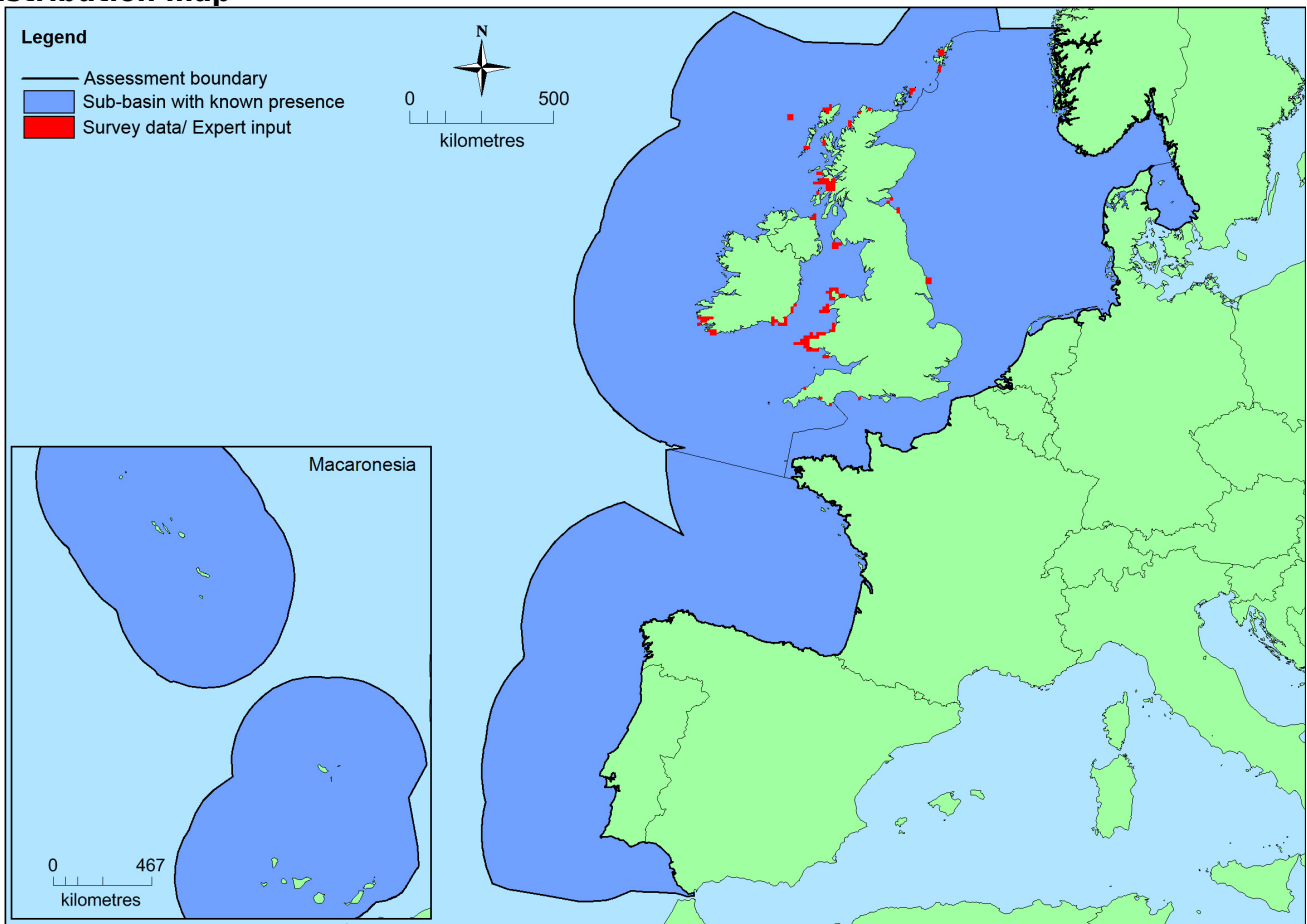 Legend
Assessment boundary
Sub-basin with known presence
Survey data/ Expert input
N
0 500
kilometres
Macaronesia
0 467
kilometres